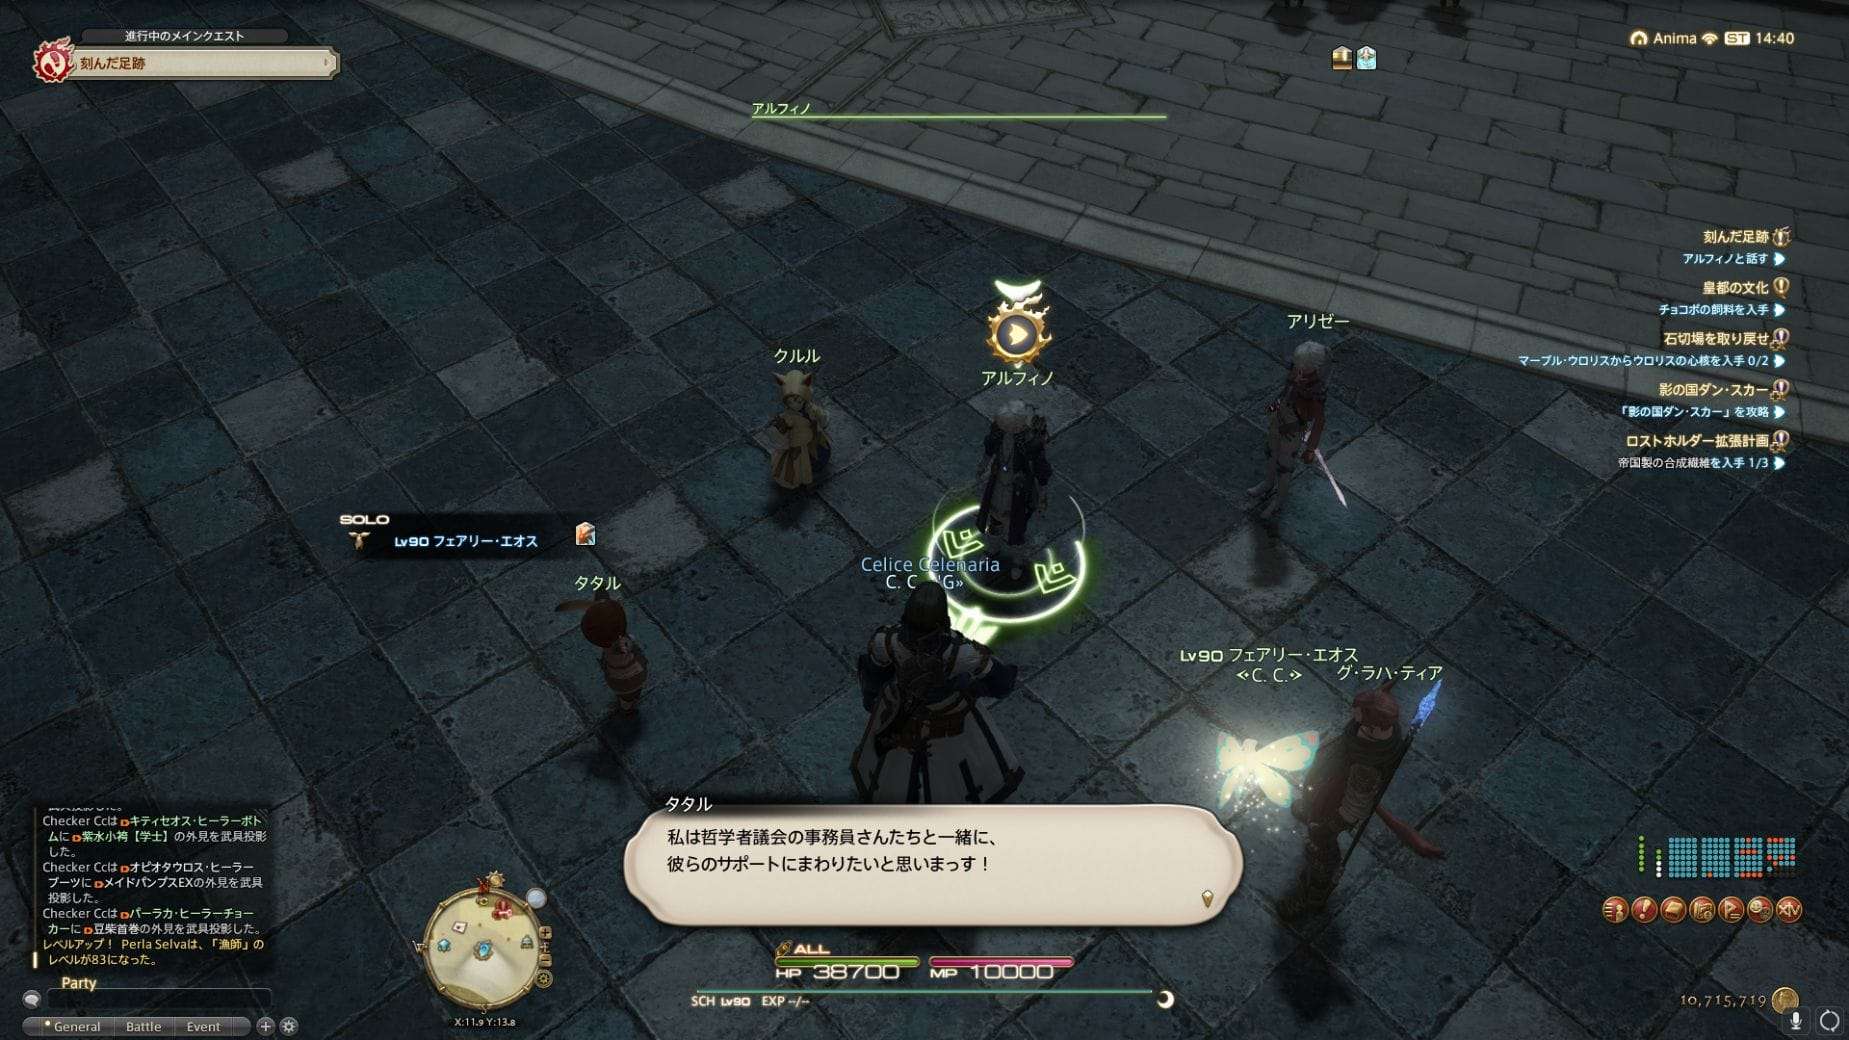 進行中のメインクエスト
刻んだ足跡
Anima ST 14:40
アルフィノ
刻んだ足跡
アルフィノと話す
皇都の文化
チョコボの飼料を入手
石切場を取り戻せ
マーブル・ウロリスからウロリスの心核を入手 0/2
影の国ダン・スカー
「影の国ダン・スカー」を攻略
ロストホルダー拡張計画
帝国製の合成繊維を入手 1/3
アリゼー
クルル
アルフィノ
SOLO
Lv90 フェアリー・エオス
タタル
Celice Celenaria
Lv90 フェアリー・エオス
«C. C.»
グ・ラハ・ティア
タタル
私は哲学者議会の事務員さんたちと一緒に、
彼らのサポートにまわりたいと思いまっす！
Checker Ccは キティセオス・ヒーラーボト
ムに 紫水小袴【学士】の外見を武具投影
した。
Checker Ccは オピオタウロス・ヒーラー
ブーツに メイドパンプスEXの外見を武具
投影した。
Checker Ccは パーラカ・ヒーラーチョー
カーに 豆柴首巻の外見を武具投影した。
レベルアップ！ Perla Selvaは、「漁師」の
レベルが83になった。
Party
General Battle Event
X:11.9 Y:13.8
ALL
HP 38700 MP 10000
SCH Lv90 EXP --/--
XIV
10,715,719